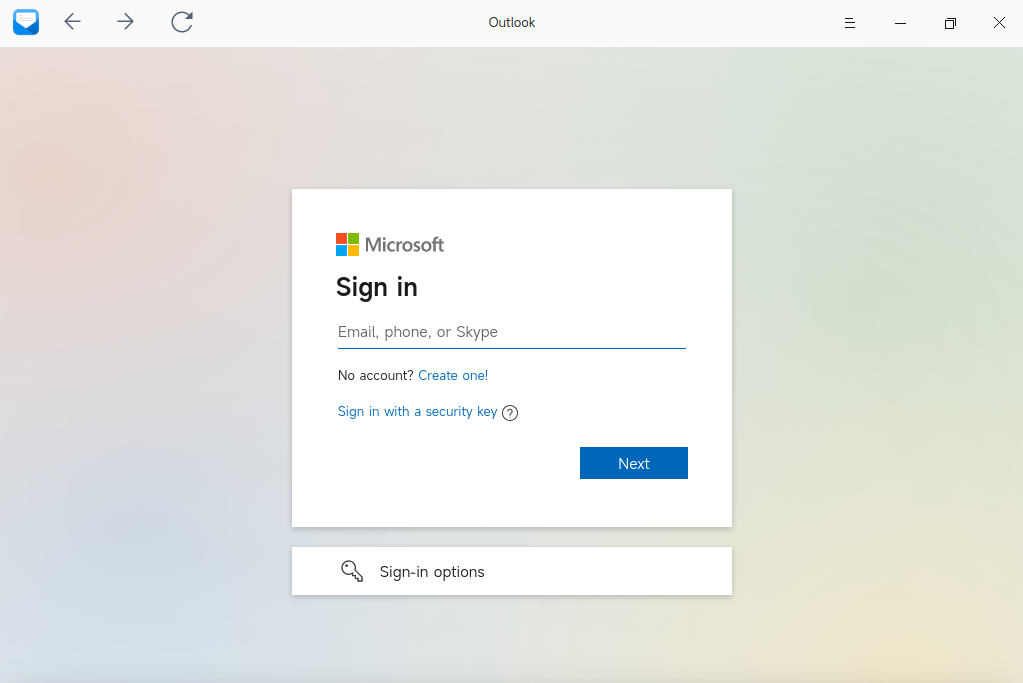 Outlook
Microsoft
Sign in
Email, phone, or Skype
No account? Create one!
Sign in with a security key ?
Next
Sign-in options